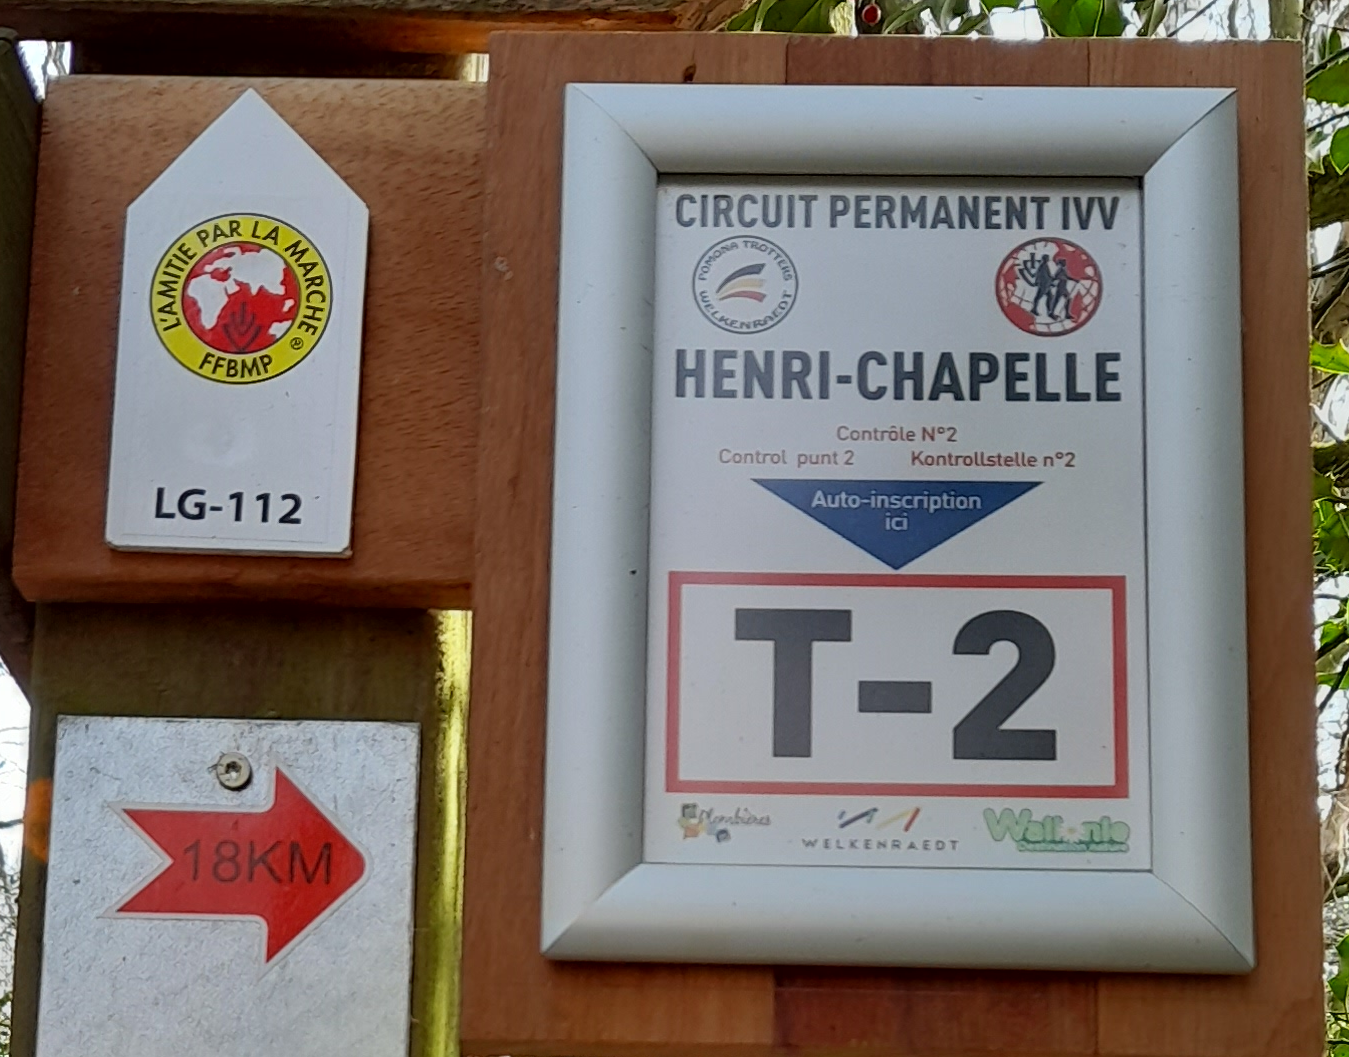 L'AMITIE PAR LA MARCHE ®
FFBMP
LG-112
18KM
CIRCUIT PERMANENT IVV
POMONA TROTTERS
WELKENRAEDT
HENRI-CHAPELLE
Contrôle N°2
Control punt 2 Kontrollstelle n°2
Auto-inscription
ici
T-2
Plombières
WELKENRAEDT
Wallonie